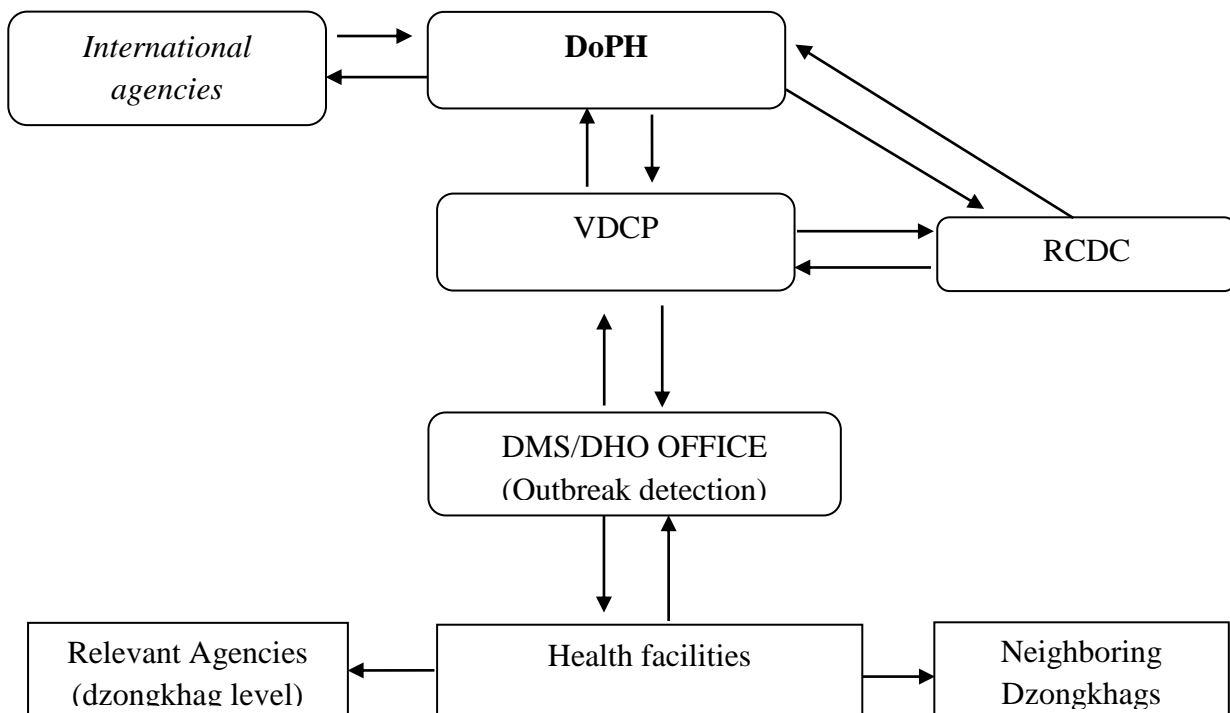 International
agencies
DoPH
VDCP
RCDC
DMS/DHO OFFICE
(Outbreak detection)
Relevant Agencies
(dzongkhag level)
Health facilities
Neighboring
Dzongkhags